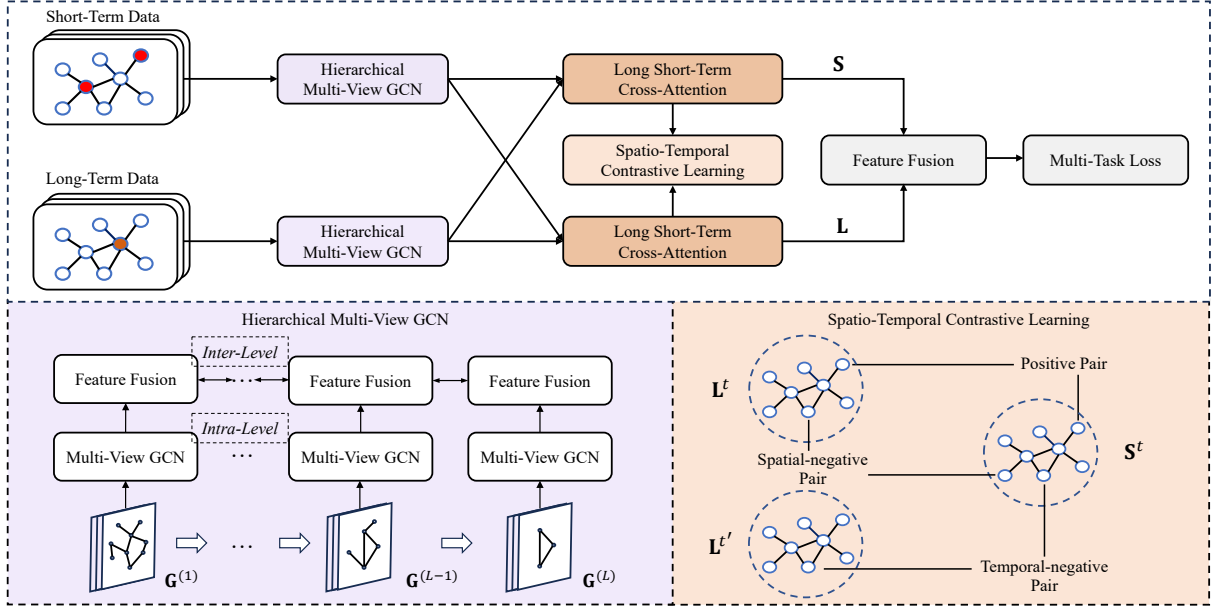 Short-Term Data
Hierarchical
Multi-View GCN
Long Short-Term
Cross-Attention
S
Spatio-Temporal
Contrastive Learning
Feature Fusion
Multi-Task Loss
Long-Term Data
Hierarchical
Multi-View GCN
Long Short-Term
Cross-Attention
L
Hierarchical Multi-View GCN
Inter-Level
Feature Fusion
...
Feature Fusion
Feature Fusion
Intra-Level
Multi-View GCN
...
Multi-View GCN
Multi-View GCN
G^(1)
...
G^(L−1)
G^(L)
Spatio-Temporal Contrastive Learning
Positive Pair
L^t
S^t
Spatial-negative
Pair
L^t′
Temporal-negative
Pair